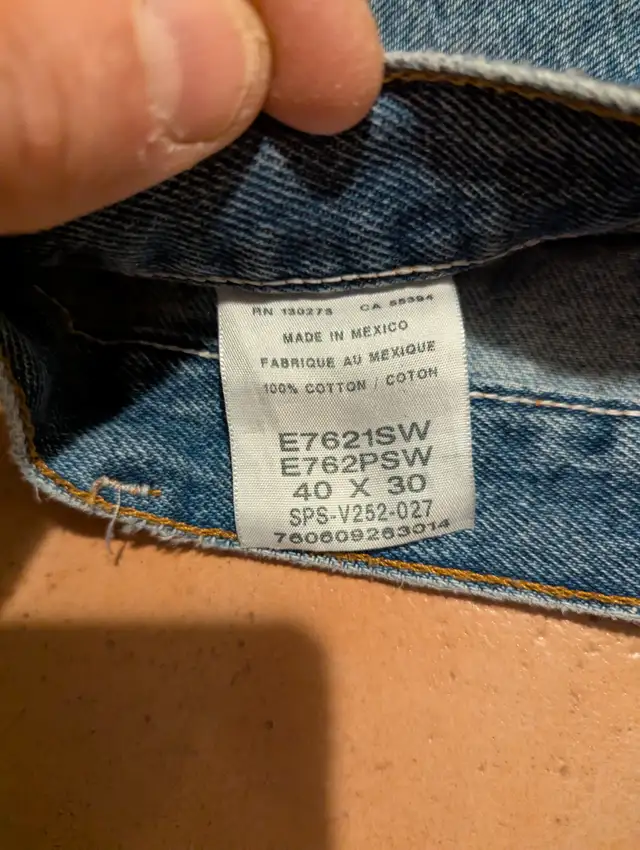 RN 130273 CA 55394
MADE IN MEXICO
FABRIQUE AU MEXIQUE
100% COTTON / COTON
E7621SW
E762PSW
40 X 30
SPS-V252-027
760609263014